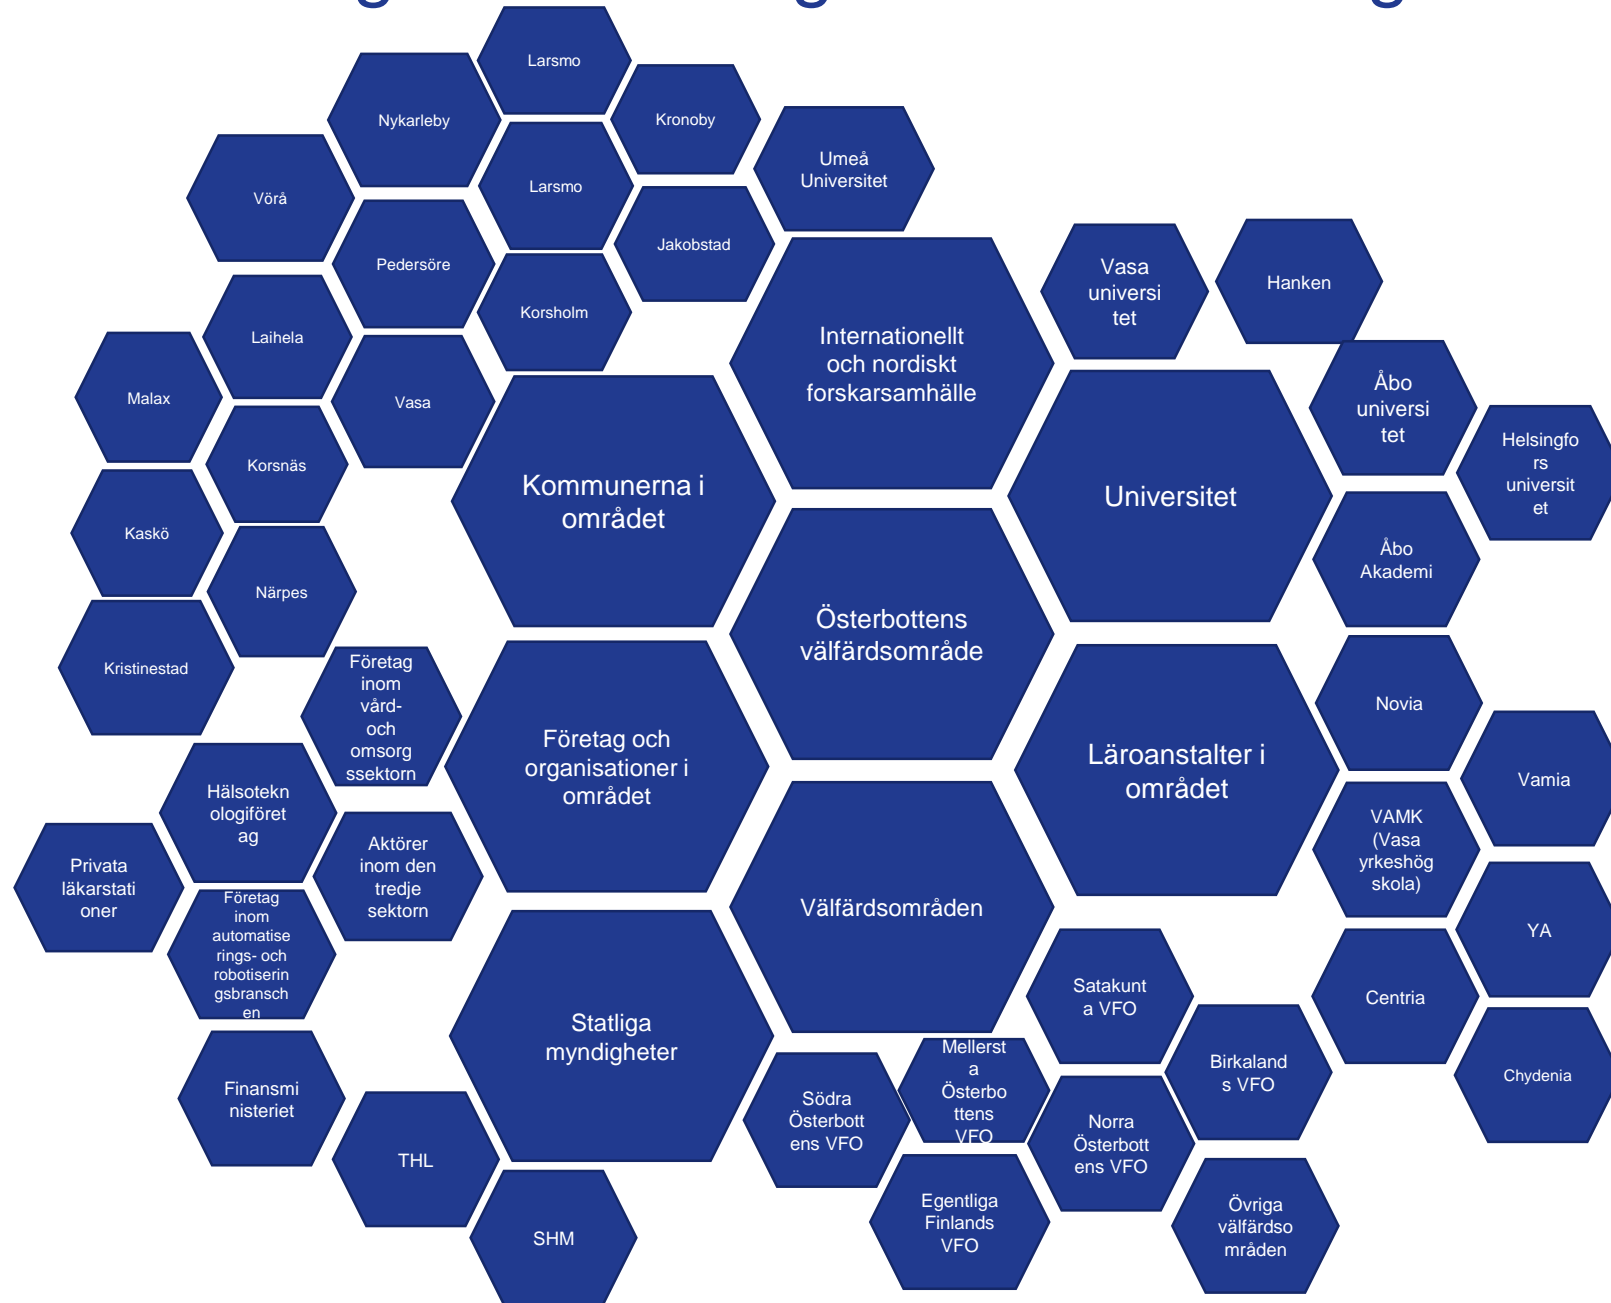 Larsmo
Nykarleby
Kronoby
Umeå
Universitet
Vörå
Larsmo
Jakobstad
Pedersöre
Korsholm
Laihela
Malax
Vasa
Korsnäs
Kaskö
Närpes
Kristinestad
Internationellt
och nordiskt
forskarsamhälle
Vasa
universi
tet
Hanken
Åbo
universi
tet
Helsingfo
rs
universit
et
Åbo
Akademi
Kommunerna i
området
Universitet
Österbottens
välfärdsområde
Företag och
organisationer i
området
Läroanstalter i
området
Novia
Vamia
VAMK
(Vasa
yrkeshög
skola)
YA
Centria
Chydenia
Företag
inom
vård-
och
omsorg
ssektorn
Hälsotekn
ologiföret
ag
Aktörer
inom den
tredje
sektorn
Privata
läkarstati
oner
Företag
inom
automatise
rings- och
robotiserin
gsbransch
en
Välfärdsområden
Statliga
myndigheter
Finansmi
nisteriet
THL
SHM
Satakunt
a VFO
Mellerst
a
Österbo
ttens
VFO
Birkaland
s VFO
Södra
Österbott
ens VFO
Norra
Österbott
ens VFO
Egentliga
Finlands
VFO
Övriga
välfärdso
mråden